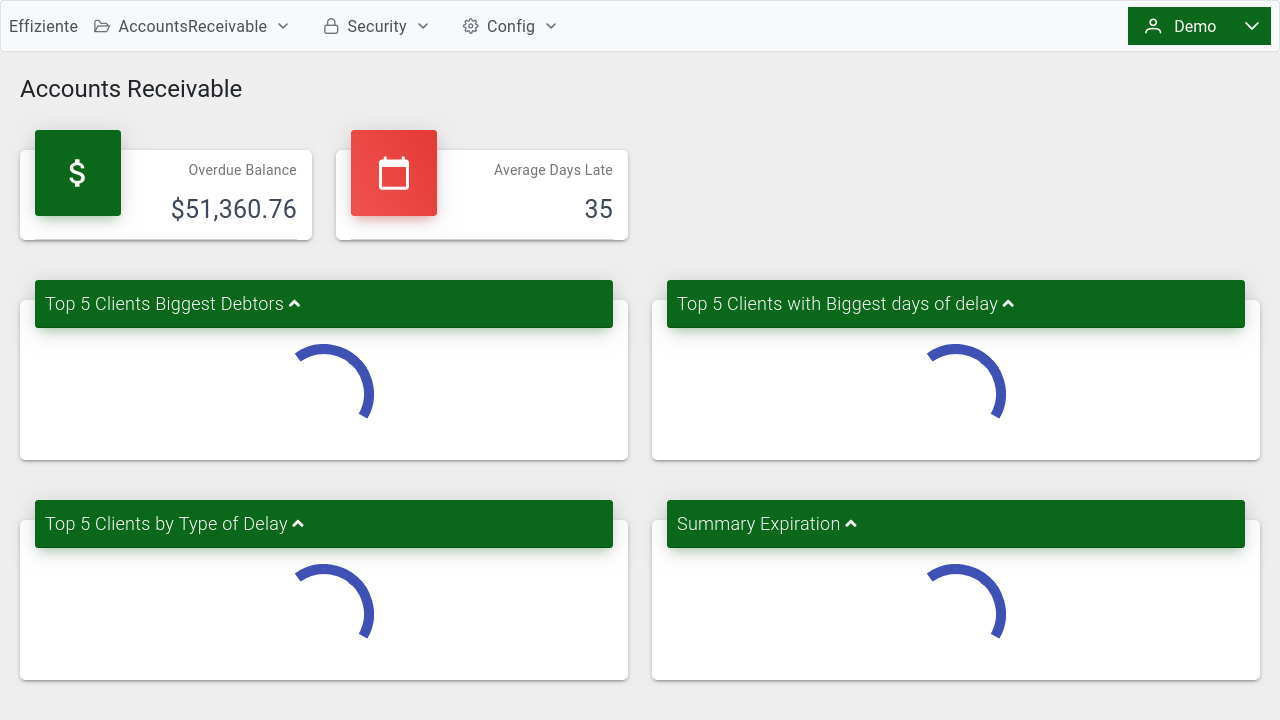 Effiziente AccountsReceivable Security Config Demo
Accounts Receivable
Overdue Balance
$51,360.76
Average Days Late
35
Top 5 Clients Biggest Debtors
Top 5 Clients with Biggest days of delay
Top 5 Clients by Type of Delay
Summary Expiration